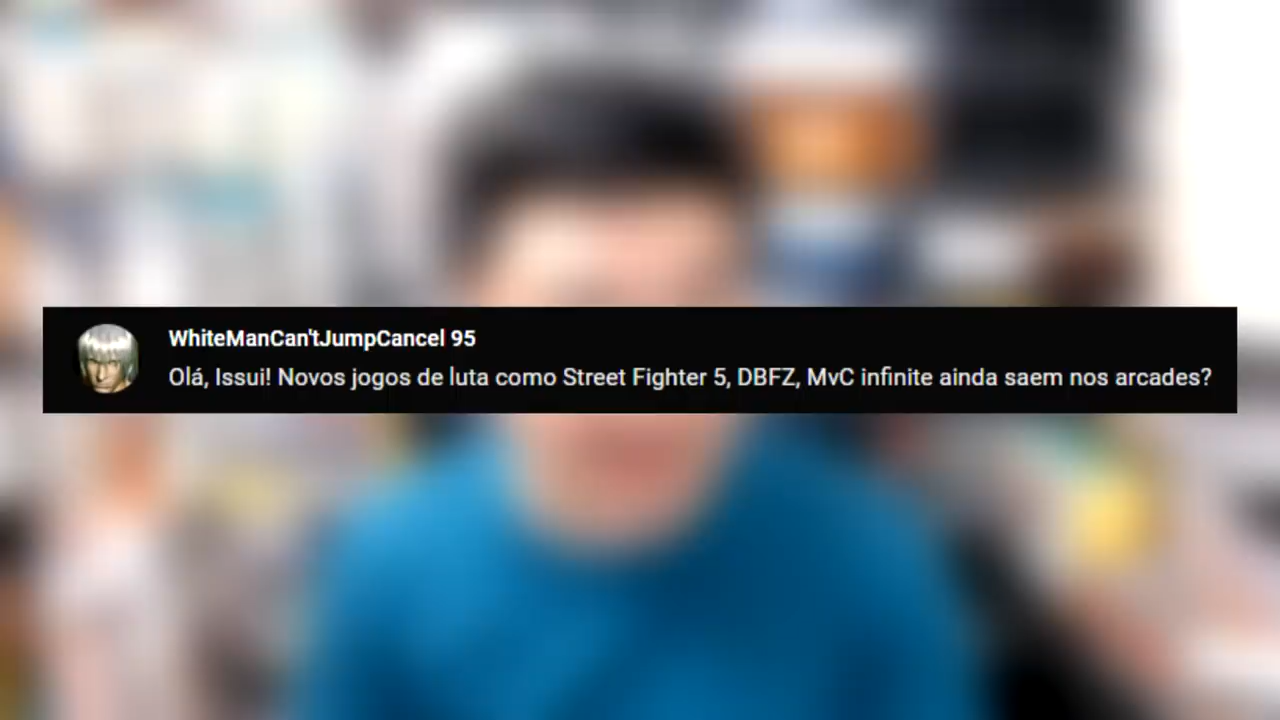 WhiteManCan'tJumpCancel 95
Olá, Issui! Novos jogos de luta como Street Fighter 5, DBFZ, MvC infinite ainda saem nos arcades?